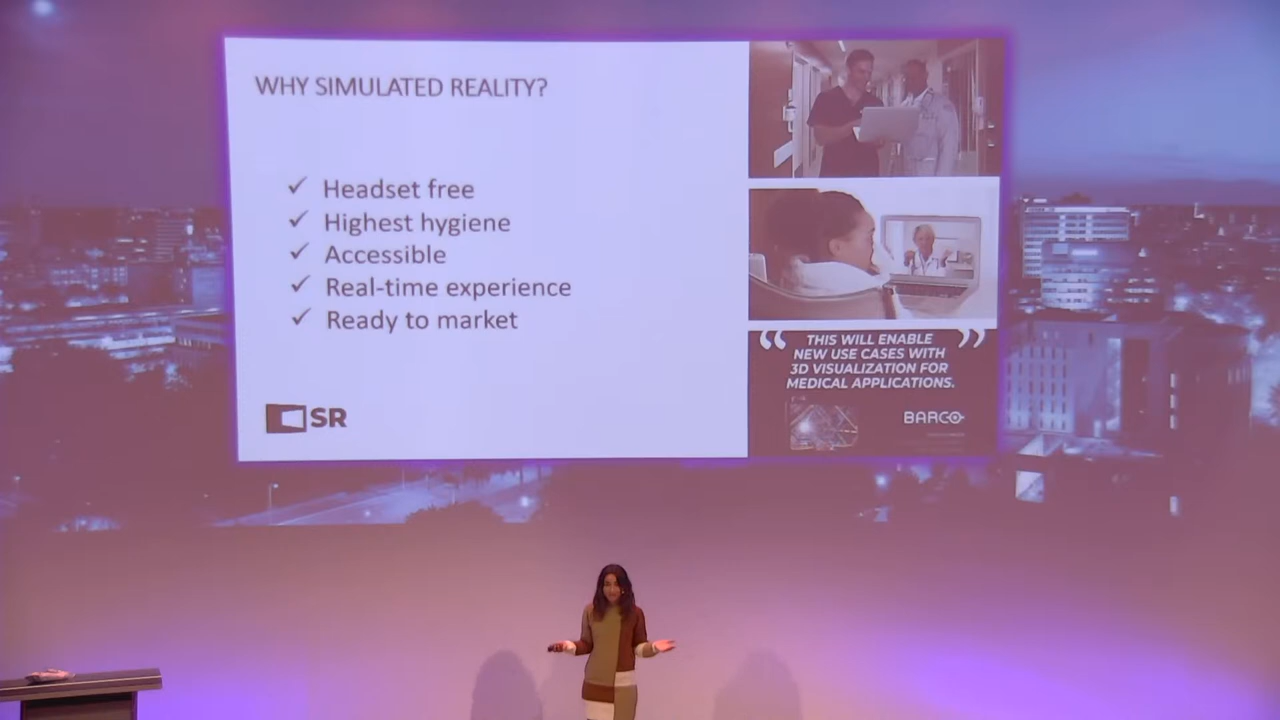 WHY SIMULATED REALITY?
✓ Headset free
✓ Highest hygiene
✓ Accessible
✓ Real-time experience
✓ Ready to market
SR
“ THIS WILL ENABLE ”
NEW USE CASES WITH
3D VISUALIZATION FOR
MEDICAL APPLICATIONS.
BARCO